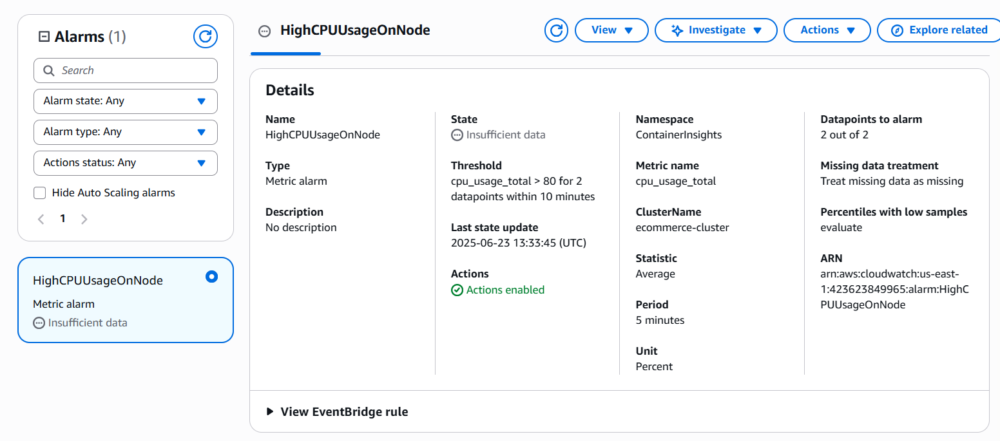 Alarms (1)
Search
Alarm state: Any
Alarm type: Any
Actions status: Any
Hide Auto Scaling alarms
1
HighCPUUsageOnNode
Metric alarm
Insufficient data
HighCPUUsageOnNode
View
Investigate
Actions
Explore related
Details
Name
HighCPUUsageOnNode
Type
Metric alarm
Description
No description
State
Insufficient data
Threshold
cpu_usage_total > 80 for 2
datapoints within 10 minutes
Last state update
2025-06-23 13:33:45 (UTC)
Actions
Actions enabled
Namespace
ContainerInsights
Metric name
cpu_usage_total
ClusterName
ecommerce-cluster
Statistic
Average
Period
5 minutes
Unit
Percent
Datapoints to alarm
2 out of 2
Missing data treatment
Treat missing data as missing
Percentiles with low samples
evaluate
ARN
arn:aws:cloudwatch:us-east-
1:423623849965:alarm:HighC
PUUsageOnNode
View EventBridge rule